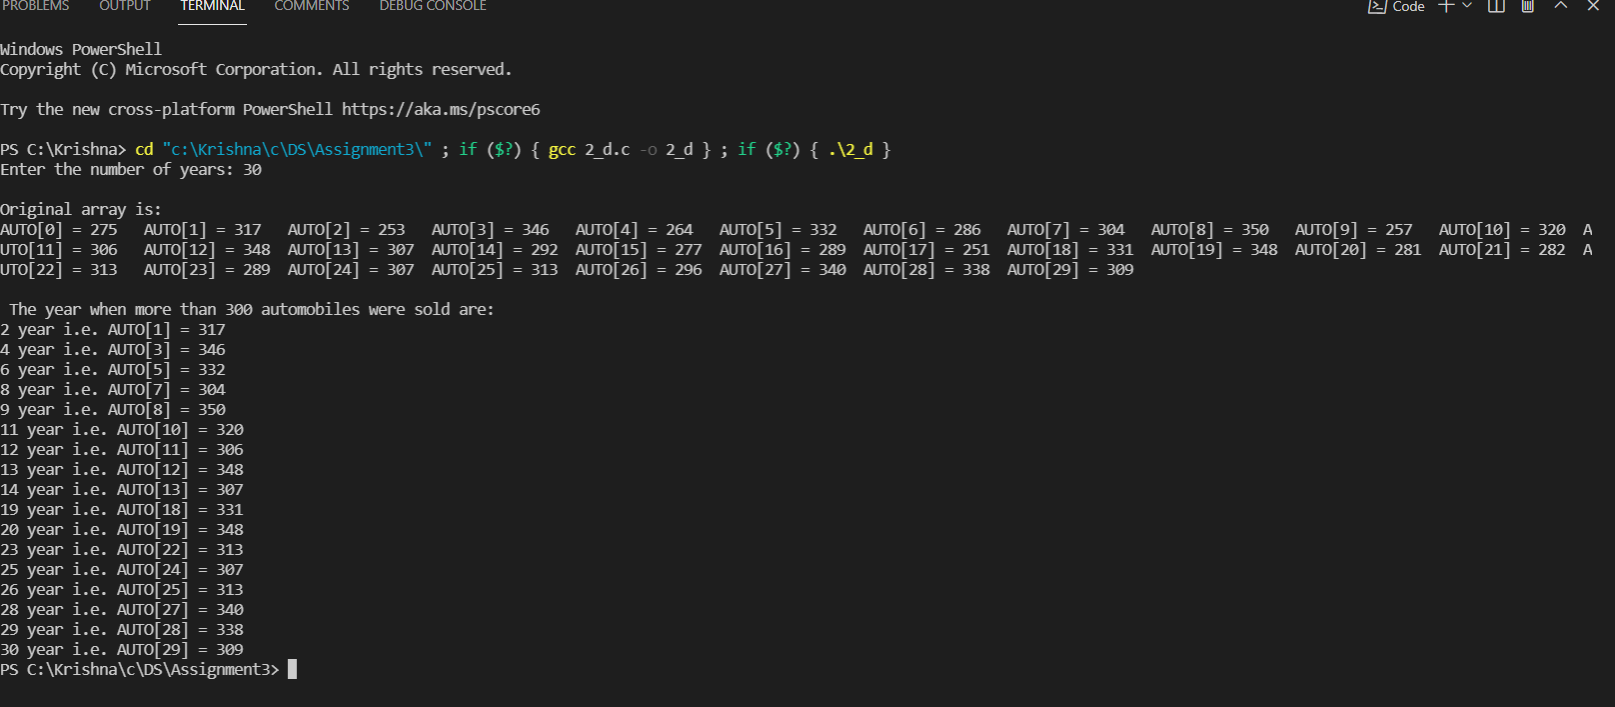 PROBLEMS OUTPUT TERMINAL COMMENTS DEBUG CONSOLE Code
Windows PowerShell
Copyright (C) Microsoft Corporation. All rights reserved.
Try the new cross-platform PowerShell https://aka.ms/pscore6
PS C:\Krishna> cd "c:\Krishna\c\DS\Assignment3\" ; if ($?) { gcc 2_d.c -o 2_d } ; if ($?) { .\2_d }
Enter the number of years: 30
Original array is:
AUTO[0] = 275 AUTO[1] = 317 AUTO[2] = 253 AUTO[3] = 346 AUTO[4] = 264 AUTO[5] = 332 AUTO[6] = 286 AUTO[7] = 304 AUTO[8] = 350 AUTO[9] = 257 AUTO[10] = 320 A
UTO[11] = 306 AUTO[12] = 348 AUTO[13] = 307 AUTO[14] = 292 AUTO[15] = 277 AUTO[16] = 289 AUTO[17] = 251 AUTO[18] = 331 AUTO[19] = 348 AUTO[20] = 281 AUTO[21] = 282 A
UTO[22] = 313 AUTO[23] = 289 AUTO[24] = 307 AUTO[25] = 313 AUTO[26] = 296 AUTO[27] = 340 AUTO[28] = 338 AUTO[29] = 309
The year when more than 300 automobiles were sold are:
2 year i.e. AUTO[1] = 317
4 year i.e. AUTO[3] = 346
6 year i.e. AUTO[5] = 332
8 year i.e. AUTO[7] = 304
9 year i.e. AUTO[8] = 350
11 year i.e. AUTO[10] = 320
12 year i.e. AUTO[11] = 306
13 year i.e. AUTO[12] = 348
14 year i.e. AUTO[13] = 307
19 year i.e. AUTO[18] = 331
20 year i.e. AUTO[19] = 348
23 year i.e. AUTO[22] = 313
25 year i.e. AUTO[24] = 307
26 year i.e. AUTO[25] = 313
28 year i.e. AUTO[27] = 340
29 year i.e. AUTO[28] = 338
30 year i.e. AUTO[29] = 309
PS C:\Krishna\c\DS\Assignment3>